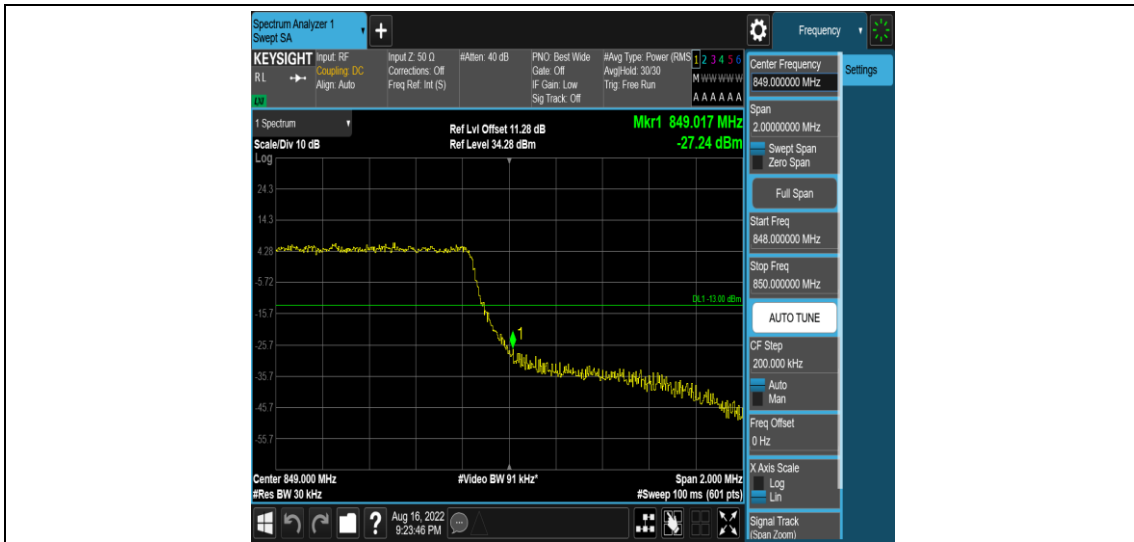 Spectrum Analyzer 1
Swept SA
+
Frequency
KEYSIGHT
RL
LXI
Input: RF
Coupling: DC
Align: Auto
Input Z: 50 Ω
Corrections: Off
Freq Ref: Int (S)
#Atten: 40 dB
PNO: Best Wide
Gate: Off
IF Gain: Low
Sig Track: Off
#Avg Type: Power (RMS
Avg|Hold: 30/30
Trig: Free Run
1 2 3 4 5 6
M W W W W W
A A A A A A
1 Spectrum
Scale/Div 10 dB
Ref Lvl Offset 11.28 dB
Ref Level 34.28 dBm
Mkr1 849.017 MHz
-27.24 dBm
Log
24.3
14.3
4.28
-5.72
-15.7
-25.7
-35.7
-45.7
-55.7
DL1 -13.00 dBm
1
Center 849.000 MHz
#Res BW 30 kHz
#Video BW 91 kHz*
Span 2.000 MHz
#Sweep 100 ms (601 pts)
?
Aug 16, 2022
9:23:46 PM
Center Frequency
849.000000 MHz
Settings
Span
2.00000000 MHz
Swept Span
Zero Span
Full Span
Start Freq
848.000000 MHz
Stop Freq
850.000000 MHz
AUTO TUNE
CF Step
200.000 kHz
Auto
Man
Freq Offset
0 Hz
X Axis Scale
Log
Lin
Signal Track
(Span Zoom)